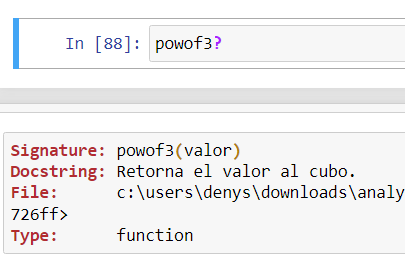 In [88]: powof3?
Signature: powof3(valor)
Docstring: Retorna el valor al cubo.
File: c:\users\denys\downloads\analy
726ff>
Type: function